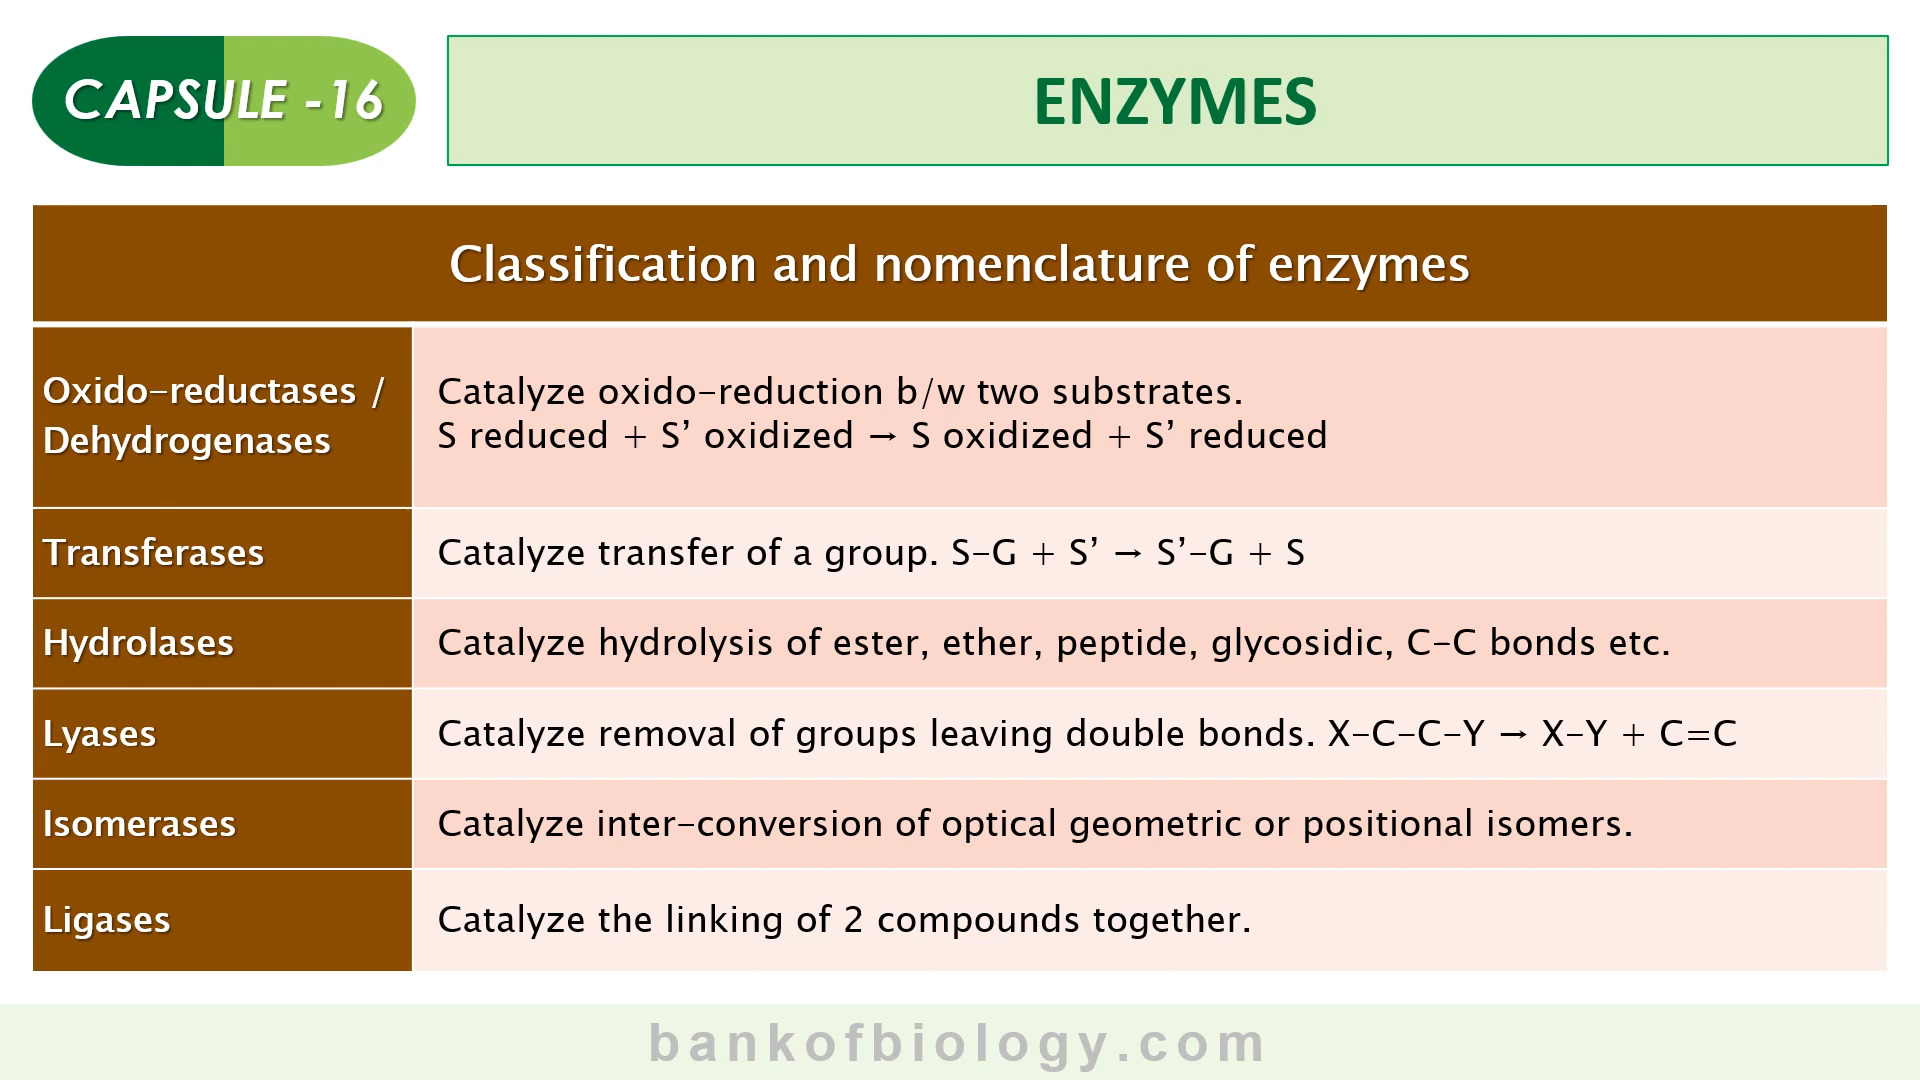 CAPSULE -16
ENZYMES
Classification and nomenclature of enzymes
Oxido-reductases /
Dehydrogenases
Catalyze oxido-reduction b/w two substrates.
S reduced + S’ oxidized → S oxidized + S’ reduced
Transferases
Catalyze transfer of a group. S-G + S’ → S’-G + S
Hydrolases
Catalyze hydrolysis of ester, ether, peptide, glycosidic, C-C bonds etc.
Lyases
Catalyze removal of groups leaving double bonds. X-C-C-Y → X-Y + C=C
Isomerases
Catalyze inter-conversion of optical geometric or positional isomers.
Ligases
Catalyze the linking of 2 compounds together.
bankofbiology.com